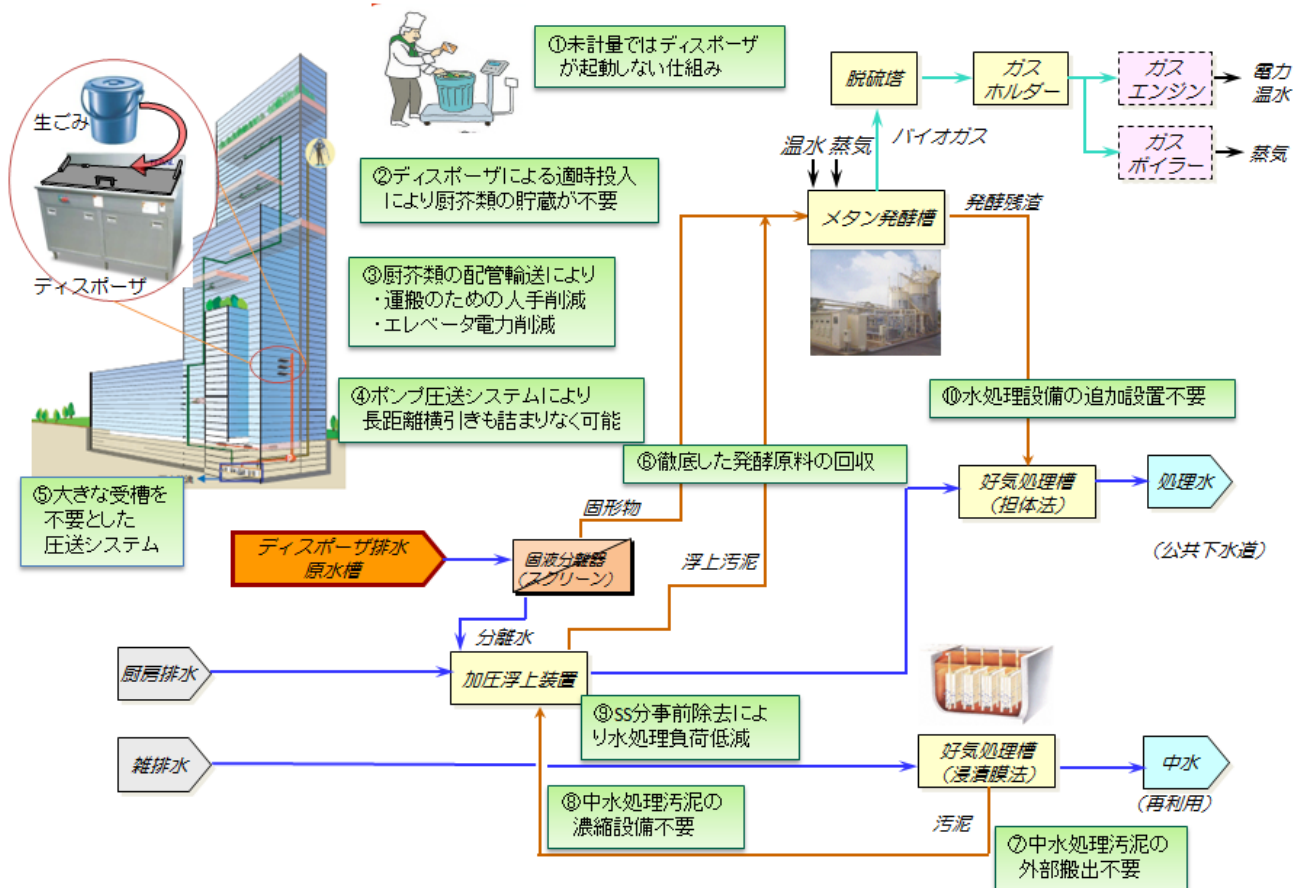 ①未計量ではディスポーザ
が起動しない仕組み
生ごみ
ディスポーザ
②ディスポーザによる適時投入
により厨芥類の貯蔵が不要
③厨芥類の配管輸送により
・運搬のための人手削減
・エレベータ電力削減
④ポンプ圧送システムにより
長距離横引きも詰まりなく可能
⑤大きな受槽を
不要とした
圧送システム
脱硫塔
ガス
ホルダー
ガス
エンジン
電力
温水
ガス
ボイラー
蒸気
温水 蒸気
バイオガス
メタン発酵槽
発酵残渣
⑩水処理設備の追加設置不要
⑥徹底した発酵原料の回収
好気処理槽
(担体法)
処理水
(公共下水道)
固形物
ディスポーザ排水
原水槽
固液分離器
(スクリーン)
浮上汚泥
分離水
厨房排水
加圧浮上装置
⑨SS分事前除去によ
り水処理負荷低減
雑排水
好気処理槽
(浸漬膜法)
中水
(再利用)
⑧中水処理汚泥の
濃縮設備不要
汚泥
⑦中水処理汚泥の
外部搬出不要